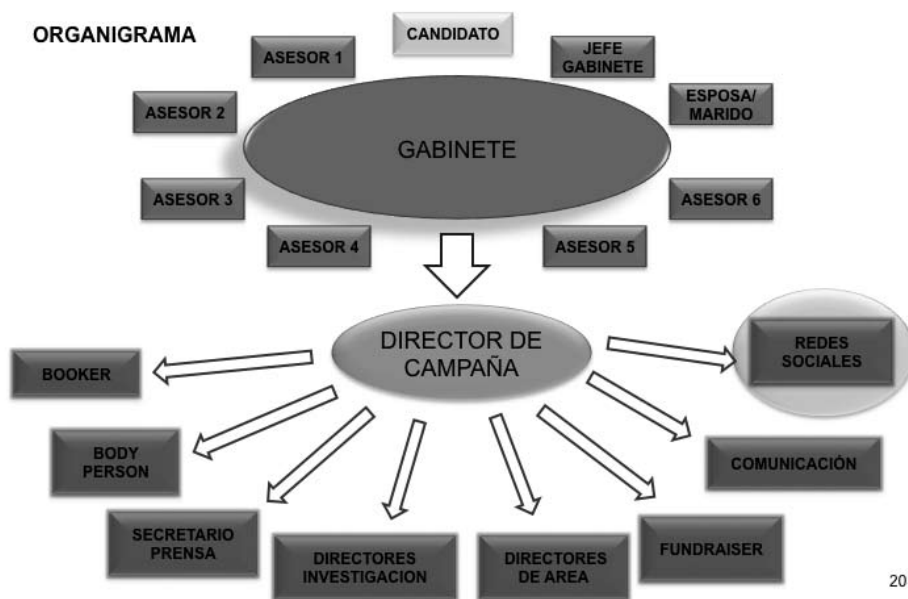 ORGANIGRAMA
CANDIDATO
ASESOR 1
JEFE
GABINETE
ASESOR 2
ESPOSA/
MARIDO
GABINETE
ASESOR 3
ASESOR 6
ASESOR 4
ASESOR 5
DIRECTOR DE
CAMPAÑA
REDES
SOCIALES
BOOKER
BODY
PERSON
COMUNICACIÓN
SECRETARIO
PRENSA
DIRECTORES
INVESTIGACION
DIRECTORES
DE AREA
FUNDRAISER
20